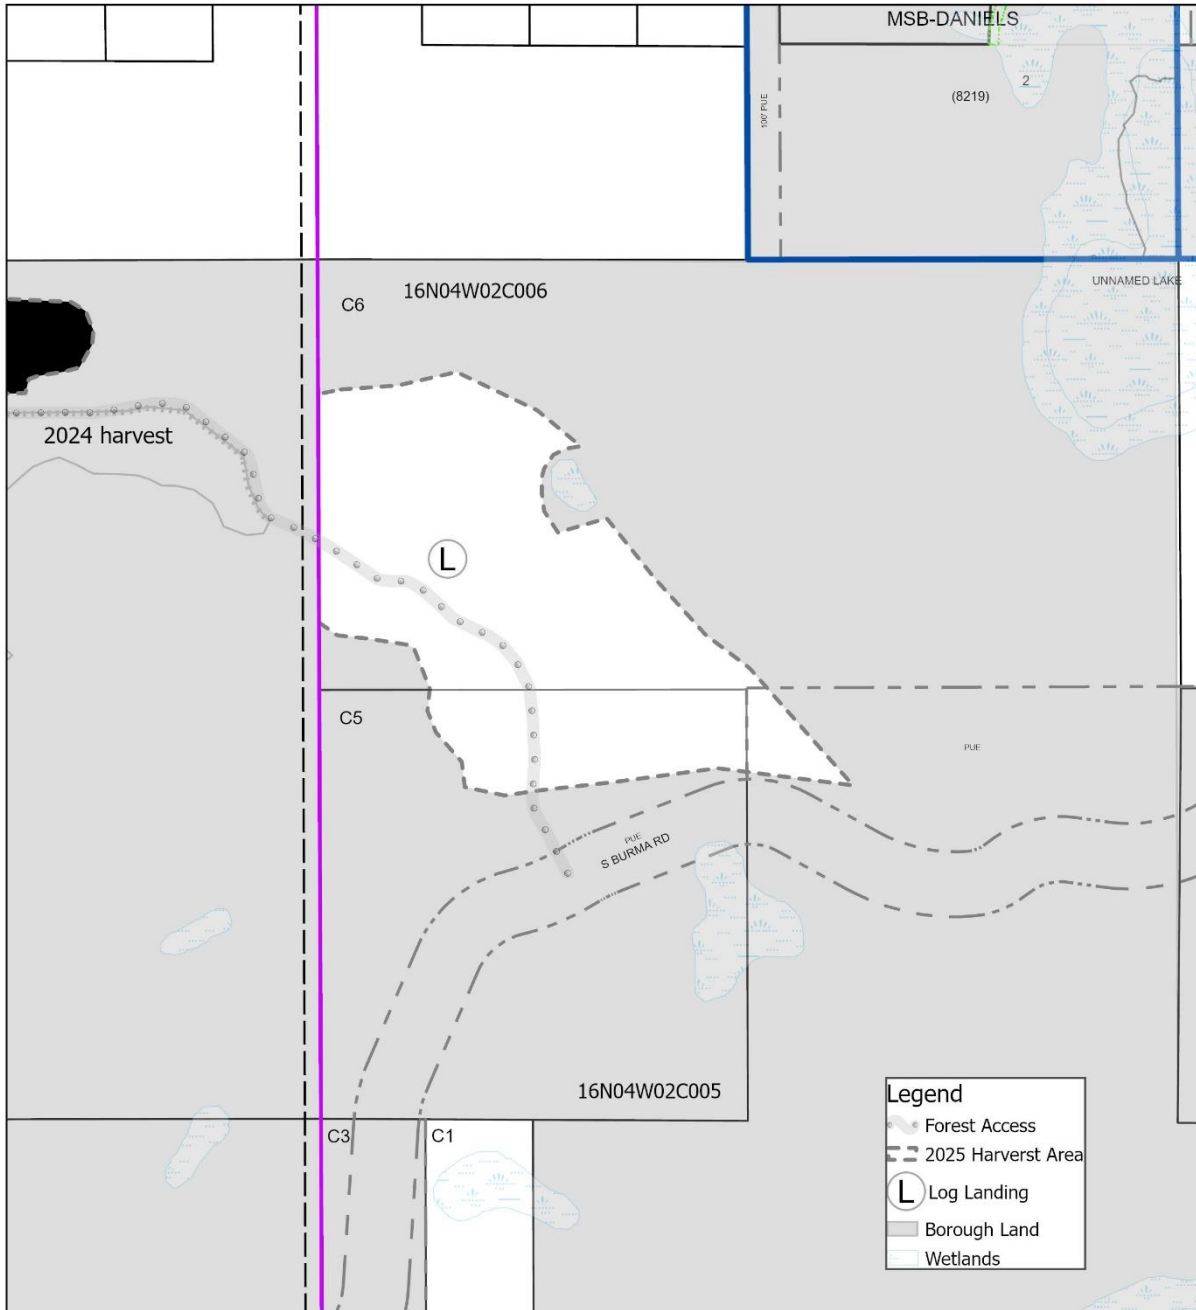 MSB-DANIELS
2
(8219)
100' PUE
UNNAMED LAKE
C6
16N04W02C006
2024 harvest
L
C5
PUE
PUE
S BURMA RD
16N04W02C005
C3
C1
Legend
Forest Access
2025 Harverst Area
L Log Landing
Borough Land
Wetlands